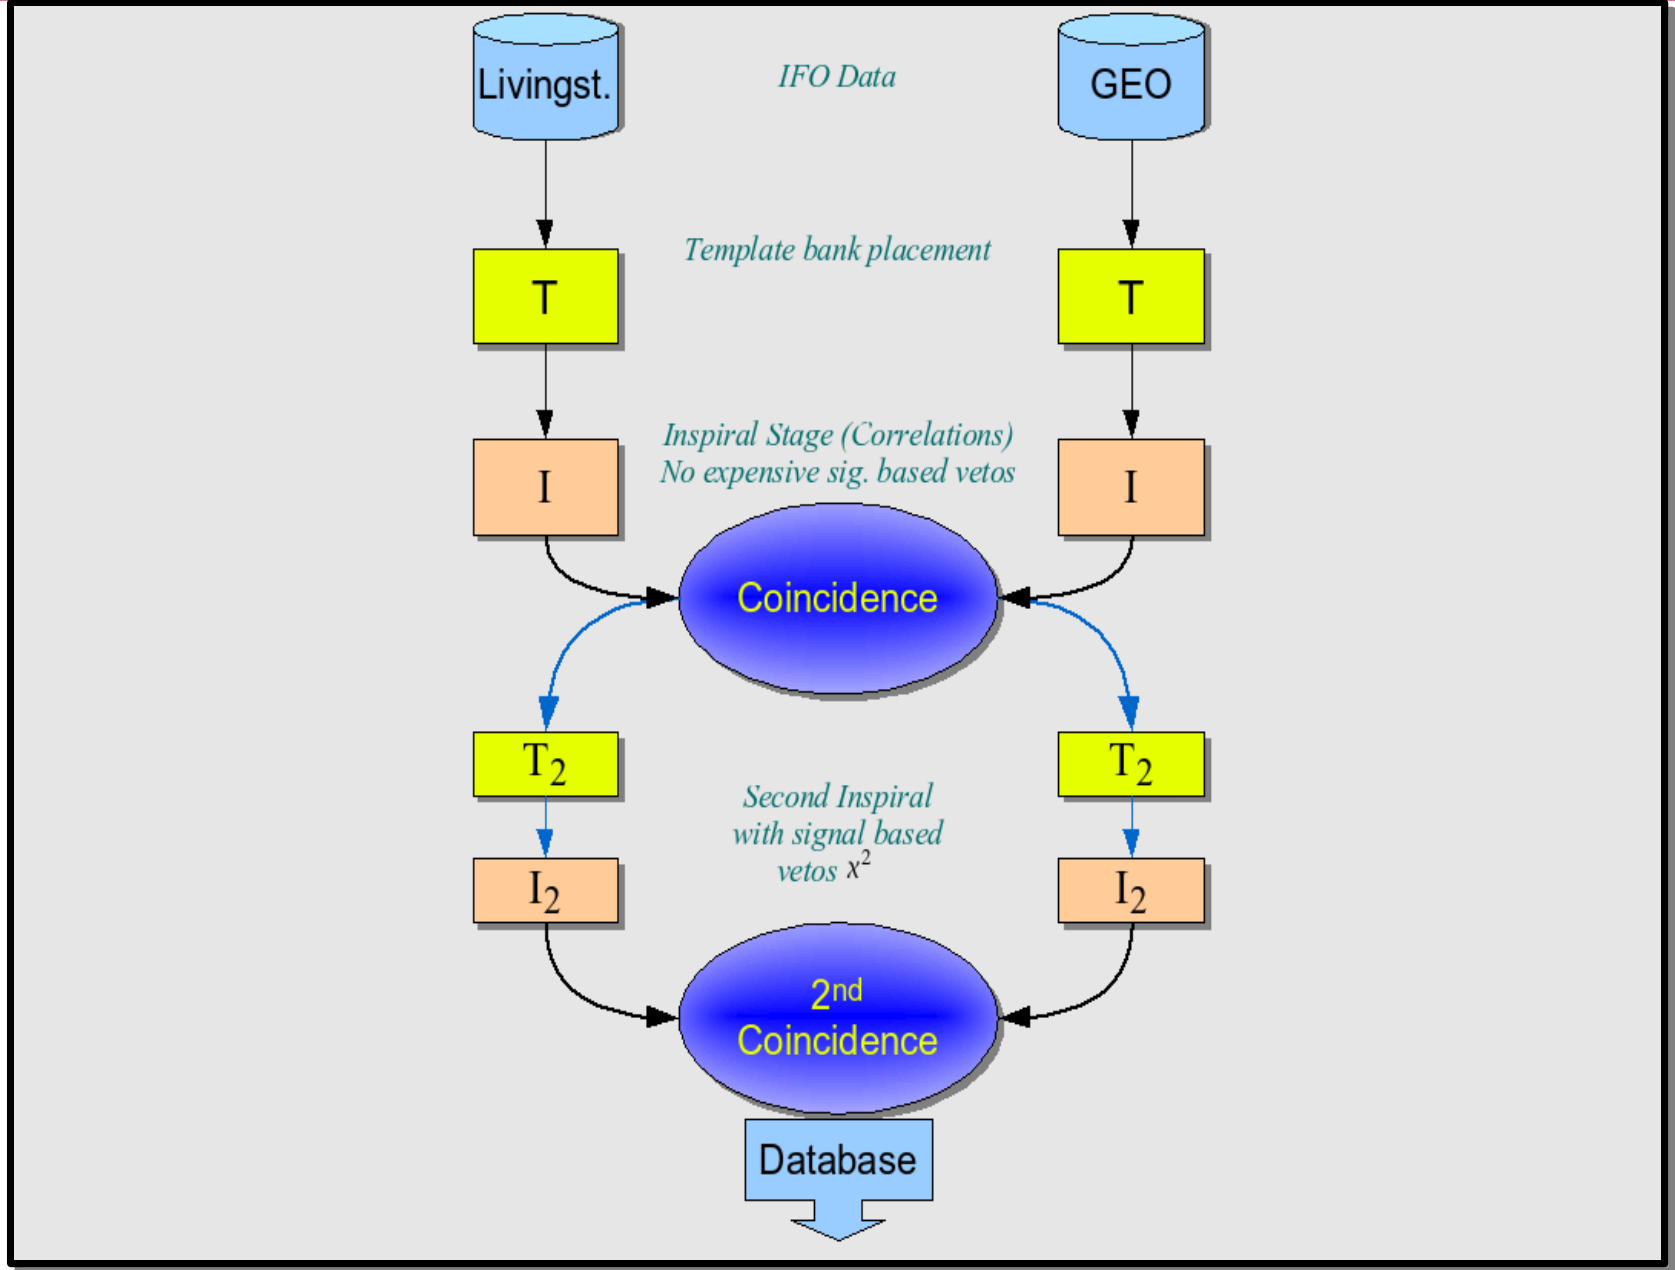 Livingst.
IFO Data
GEO
Template bank placement
T
T
Inspiral Stage (Correlations)
No expensive sig. based vetos
I
I
Coincidence
T₂
T₂
Second Inspiral
with signal based
vetos x²
I₂
I₂
2nd
Coincidence
Database